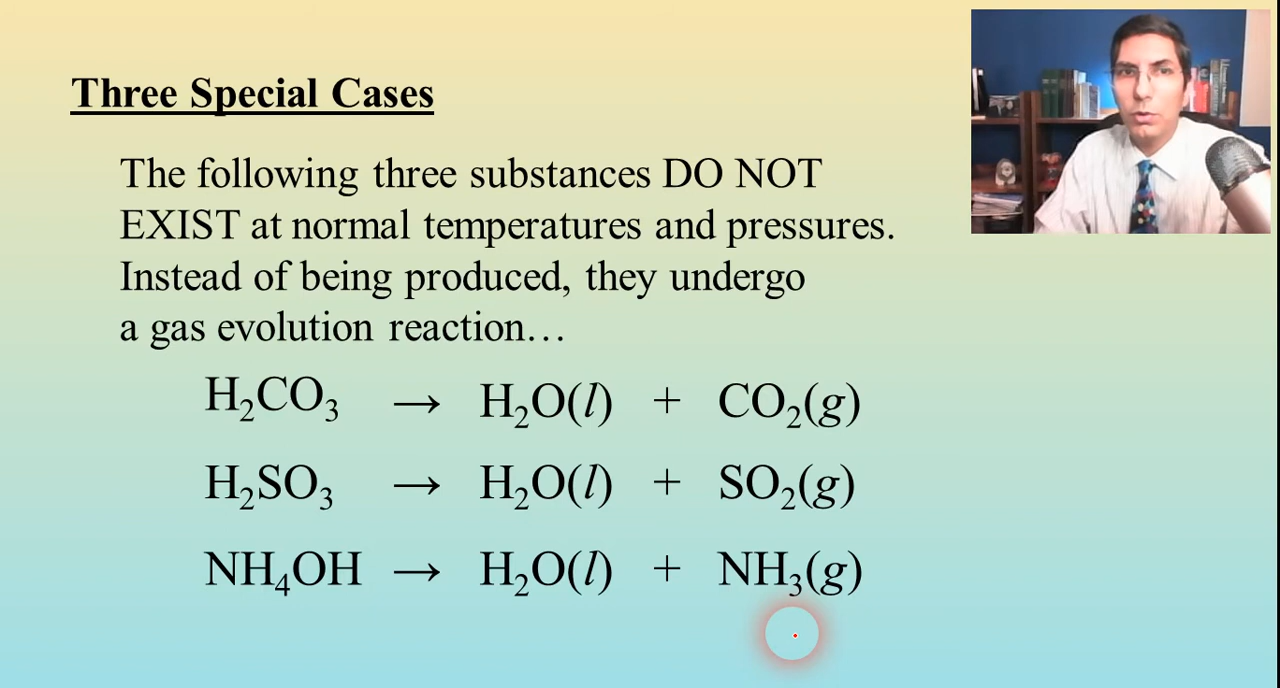 Three Special Cases
The following three substances DO NOT
EXIST at normal temperatures and pressures.
Instead of being produced, they undergo
a gas evolution reaction…
H₂CO₃ → H₂O(l) + CO₂(g)
H₂SO₃ → H₂O(l) + SO₂(g)
NH₄OH → H₂O(l) + NH₃(g)